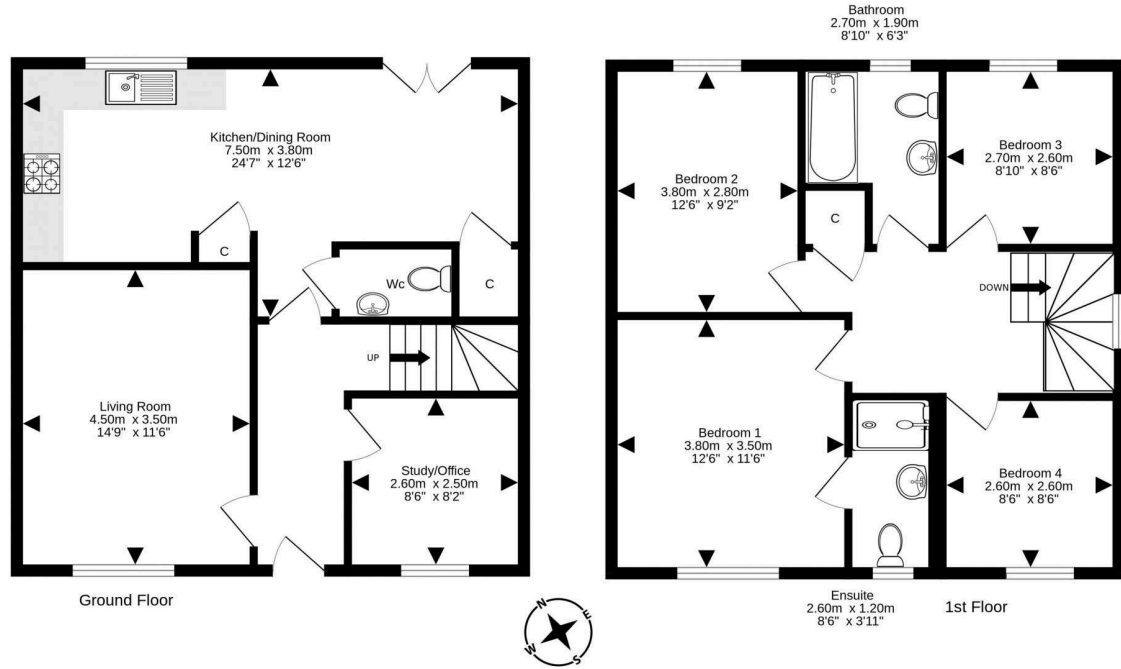 Bathroom
2.70m x 1.90m
8'10" x 6'3"
Kitchen/Dining Room
7.50m x 3.80m
24'7" x 12'6"
C
Wc
C
UP
Living Room
4.50m x 3.50m
14'9" x 11'6"
Study/Office
2.60m x 2.50m
8'6" x 8'2"
Ground Floor
Bedroom 2
3.80m x 2.80m
12'6" x 9'2"
C
Bedroom 3
2.70m x 2.60m
8'10" x 8'6"
DOWN
Bedroom 1
3.80m x 3.50m
12'6" x 11'6"
Bedroom 4
2.60m x 2.60m
8'6" x 8'6"
Ensuite
2.60m x 1.20m
8'6" x 3'11"
1st Floor
N
E
W
S